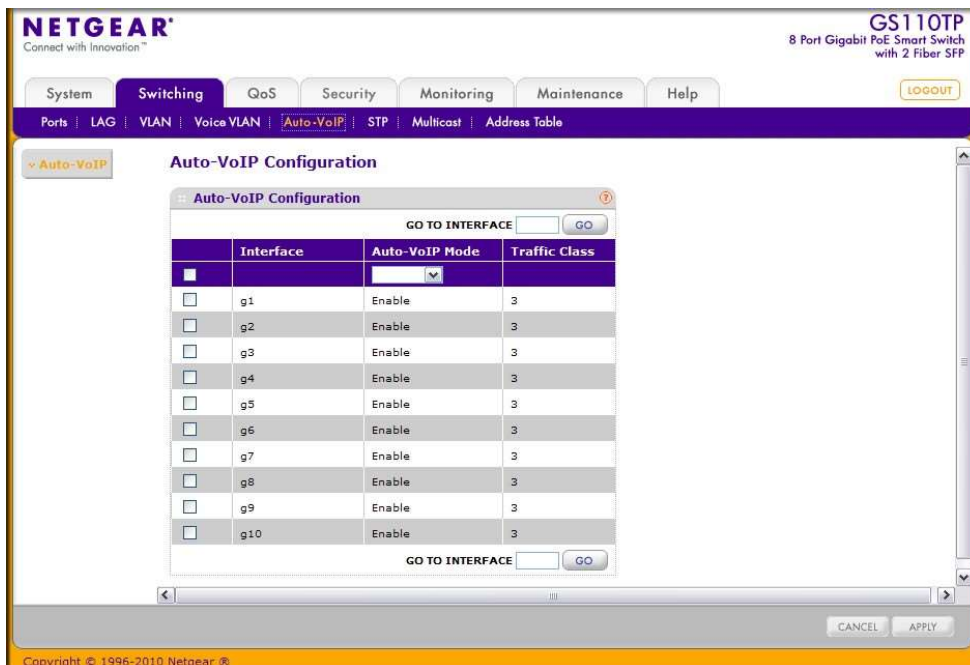 NETGEAR®
Connect with Innovation™
GS110TP
8 Port Gigabit PoE Smart Switch
with 2 Fiber SFP
System Switching QoS Security Monitoring Maintenance Help LOGOUT
Ports | LAG | VLAN | Voice VLAN | Auto-VoIP | STP | Multicast | Address Table
Auto-VoIP
Auto-VoIP Configuration
Auto-VoIP Configuration ?
GO TO INTERFACE GO
Interface Auto-VoIP Mode Traffic Class
g1 Enable 3
g2 Enable 3
g3 Enable 3
g4 Enable 3
g5 Enable 3
g6 Enable 3
g7 Enable 3
g8 Enable 3
g9 Enable 3
g10 Enable 3
GO TO INTERFACE GO
CANCEL APPLY
Copyright © 1996-2010 Netgear ®